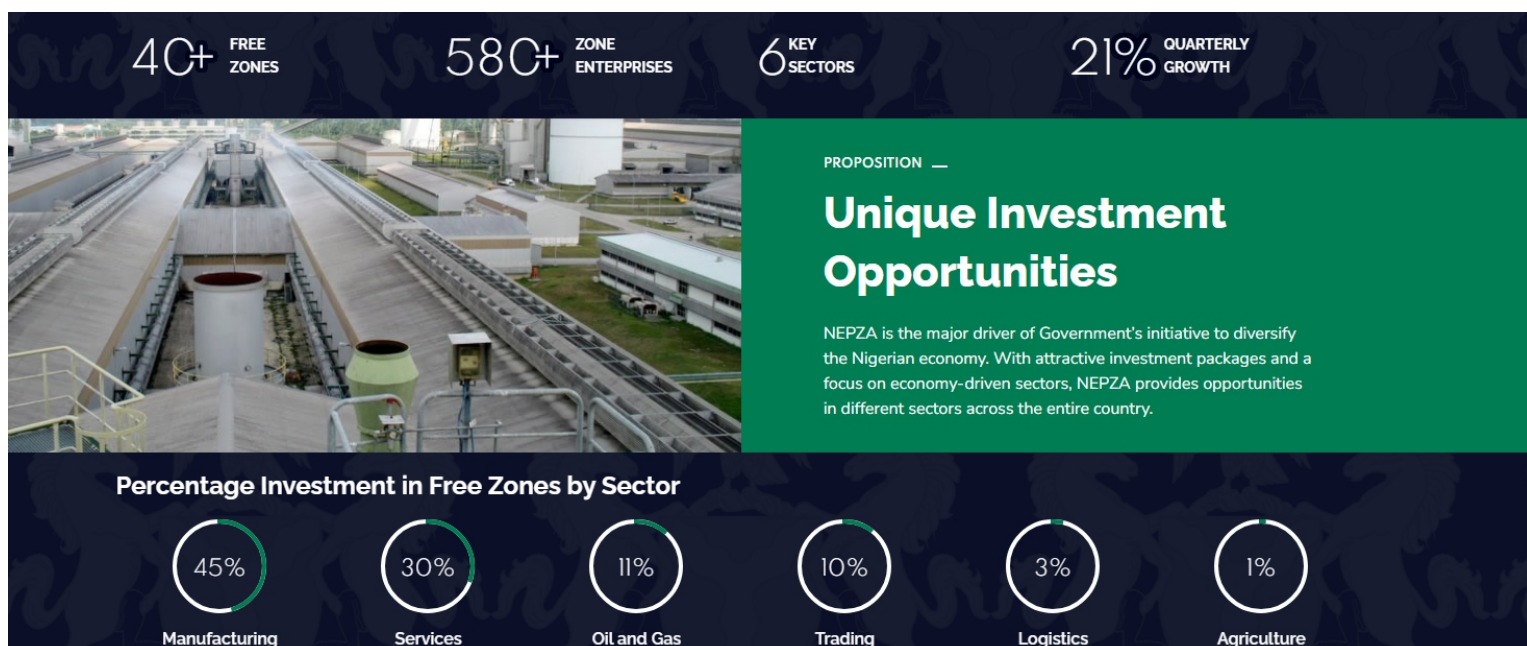 40+ FREE ZONES
580+ ZONE ENTERPRISES
6 KEY SECTORS
21% QUARTERLY GROWTH
PROPOSITION
Unique Investment
Opportunities
NEPZA is the major driver of Government's initiative to diversify
the Nigerian economy. With attractive investment packages and a
focus on economy-driven sectors, NEPZA provides opportunities
in different sectors across the entire country.
Percentage Investment in Free Zones by Sector
45% 30% 11% 10% 3% 1%
Manufacturing Services Oil and Gas Trading Logistics Agriculture